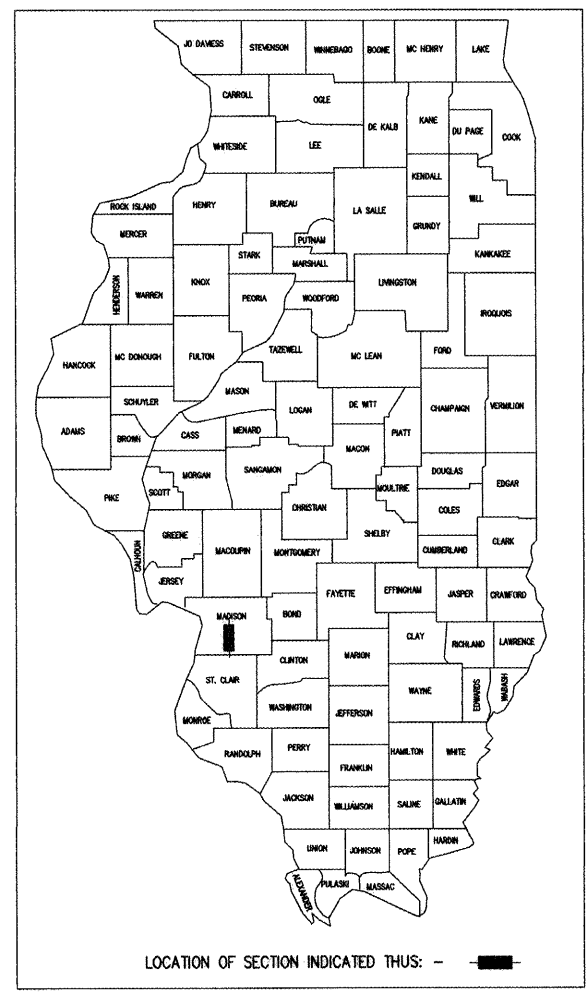 JO DAVIESS
STEVENSON
WINNEBAGO
BOONE
MC HENRY
LAKE
CARROLL
OGLE
DE KALB
KANE
DU PAGE
COOK
WHITESIDE
LEE
KENDALL
WILL
ROCK ISLAND
HENRY
BUREAU
LA SALLE
GRUNDY
MERCER
PUTNAM
STARK
MARSHALL
KANKAKEE
HENDERSON
WARREN
KNOX
PEORIA
WOODFORD
LIVINGSTON
IROQUOIS
HANCOCK
MC DONOUGH
FULTON
TAZEWELL
MC LEAN
FORD
MASON
SCHUYLER
LOGAN
DE WITT
CHAMPAIGN
VERMILION
ADAMS
BROWN
CASS
MENARD
PIATT
MACON
MORGAN
SANGAMON
DOUGLAS
EDGAR
PIKE
SCOTT
MOULTRIE
CHRISTIAN
COLES
SHELBY
GREENE
MACOUPIN
MONTGOMERY
CUMBERLAND
CLARK
CALHOUN
JERSEY
FAYETTE
EFFINGHAM
JASPER
CRAWFORD
MADISON
BOND
CLAY
RICHLAND
LAWRENCE
CLINTON
MARION
ST. CLAIR
WAYNE
EDWARDS
WABASH
WASHINGTON
JEFFERSON
MONROE
RANDOLPH
PERRY
HAMILTON
WHITE
FRANKLIN
JACKSON
WILLIAMSON
SALINE
GALLATIN
UNION
JOHNSON
POPE
HARDIN
ALEXANDER
PULASKI
MASSAC
LOCATION OF SECTION INDICATED THUS: -